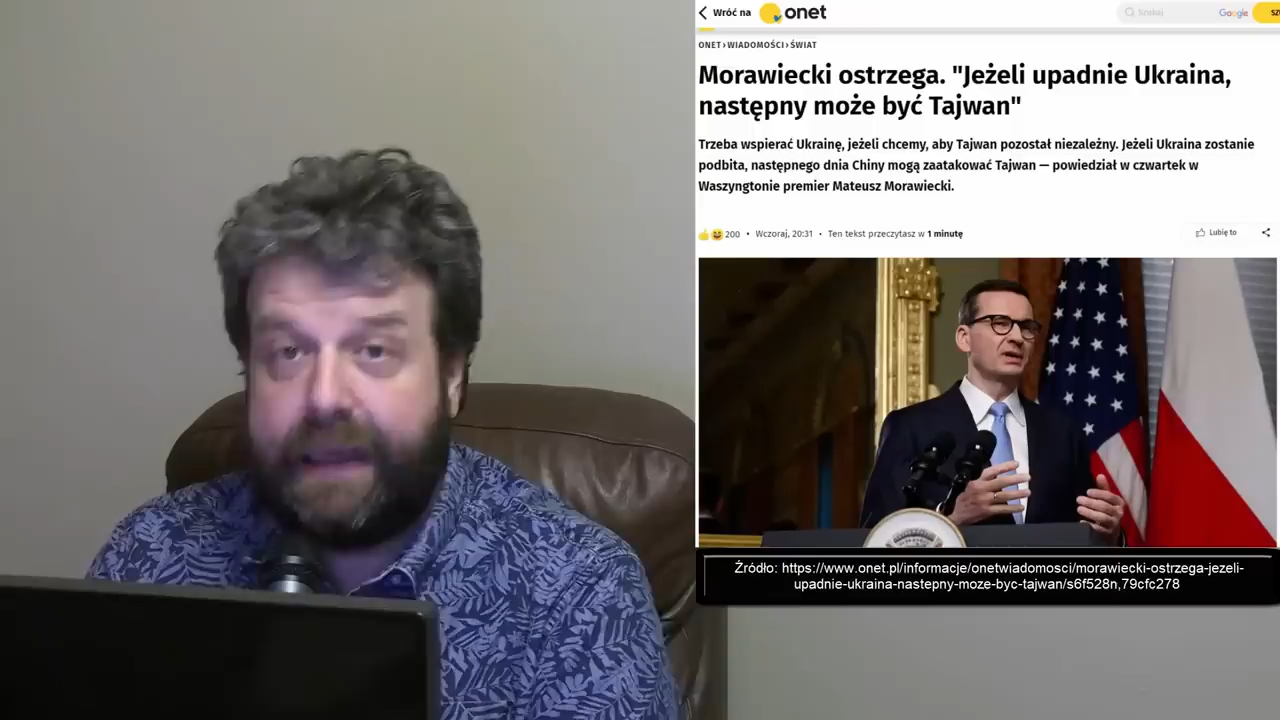 Wróć na onet
Szukaj Google
ONET › WIADOMOŚCI › ŚWIAT
Morawiecki ostrzega. "Jeżeli upadnie Ukraina,
następny może być Tajwan"
Trzeba wspierać Ukrainę, jeżeli chcemy, aby Tajwan pozostał niezależny. Jeżeli Ukraina zostanie
podbita, następnego dnia Chiny mogą zaatakować Tajwan — powiedział w czwartek w
Waszyngtonie premier Mateusz Morawiecki.
200 • Wczoraj, 20:31 • Ten tekst przeczytasz w 1 minutę
Lubię to
Źródło: https://www.onet.pl/informacje/onetwiadomosci/morawiecki-ostrzega-jezeli-
upadnie-ukraina-nastepny-moze-byc-tajwan/s6f528n,79cfc278